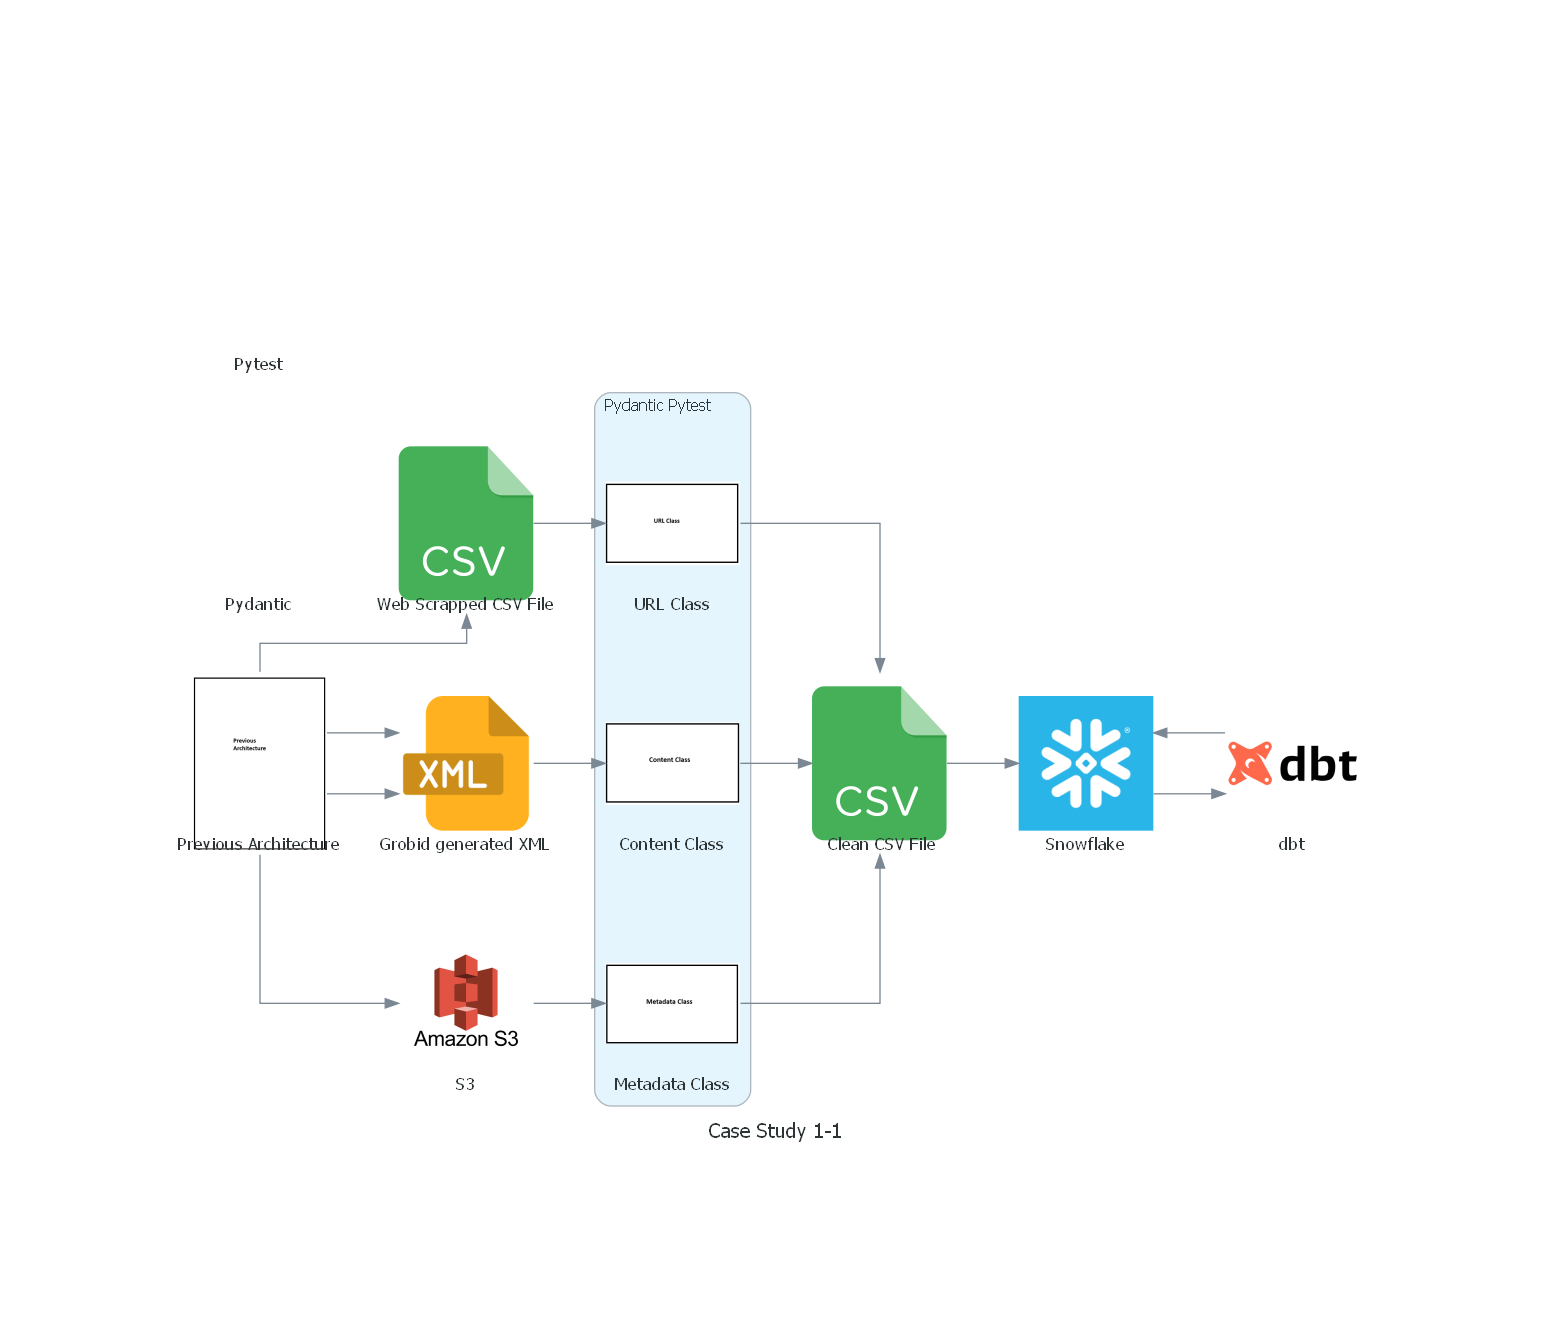 Pytest
Pydantic Pytest
CSV
URL Class
Pydantic
Web Scrapped CSV File
URL Class
Previous
Architecture
XML
Content Class
CSV
®
dbt
Previous Architecture
Grobid generated XML
Content Class
Clean CSV File
Snowflake
dbt
Amazon S3
Metadata Class
S3
Metadata Class
Case Study 1-1